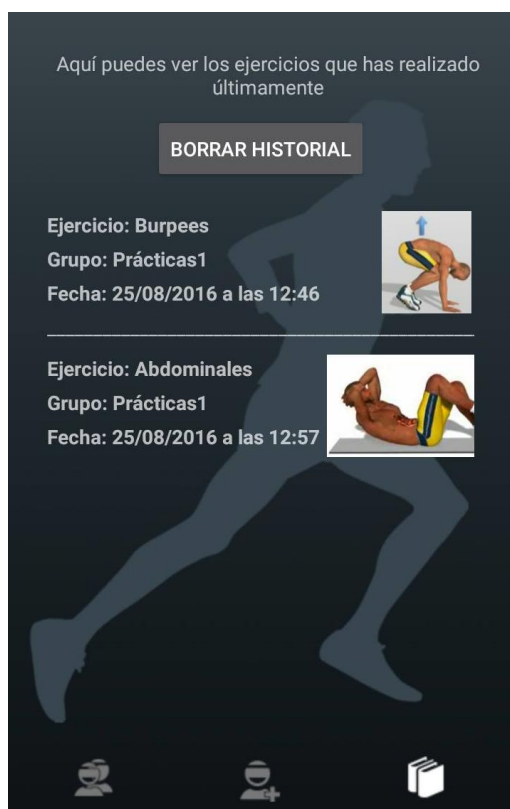 Aquí puedes ver los ejercicios que has realizado
últimamente
BORRAR HISTORIAL
Ejercicio: Burpees
Grupo: Prácticas1
Fecha: 25/08/2016 a las 12:46
Ejercicio: Abdominales
Grupo: Prácticas1
Fecha: 25/08/2016 a las 12:57